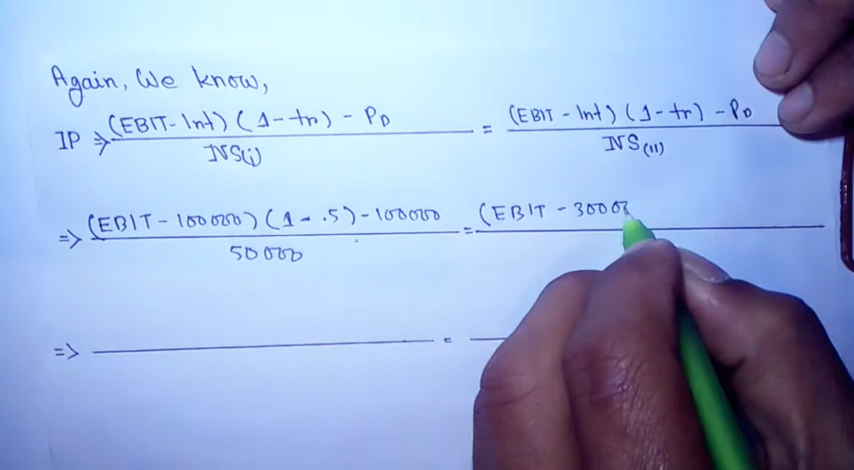 Again, We know,
IP => (EBIT - Int) (1 - tr) - PD / NS(i) = (EBIT - Int) (1 - tr) - PD / NS(11)
=> (EBIT - 100000) (1 - .5) - 100000 / 50000 = (EBIT - 30000
=> =